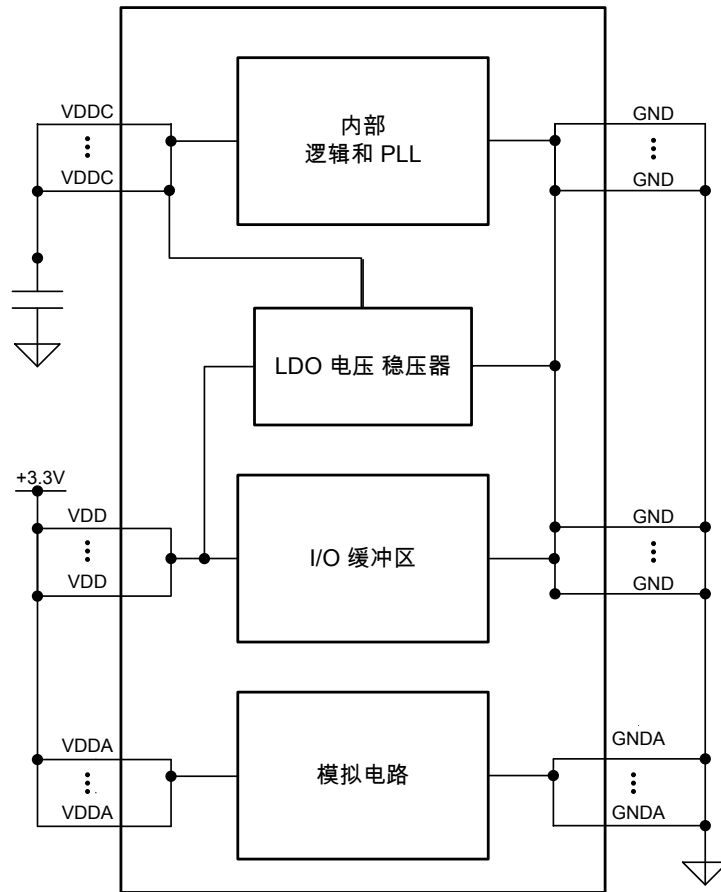 VDDC
VDDC
内部
逻辑和 PLL
GND
GND
LDO 电压 稳压器
+3.3V
VDD
VDD
I/O 缓冲区
GND
GND
VDDA
VDDA
模拟电路
GNDA
GNDA